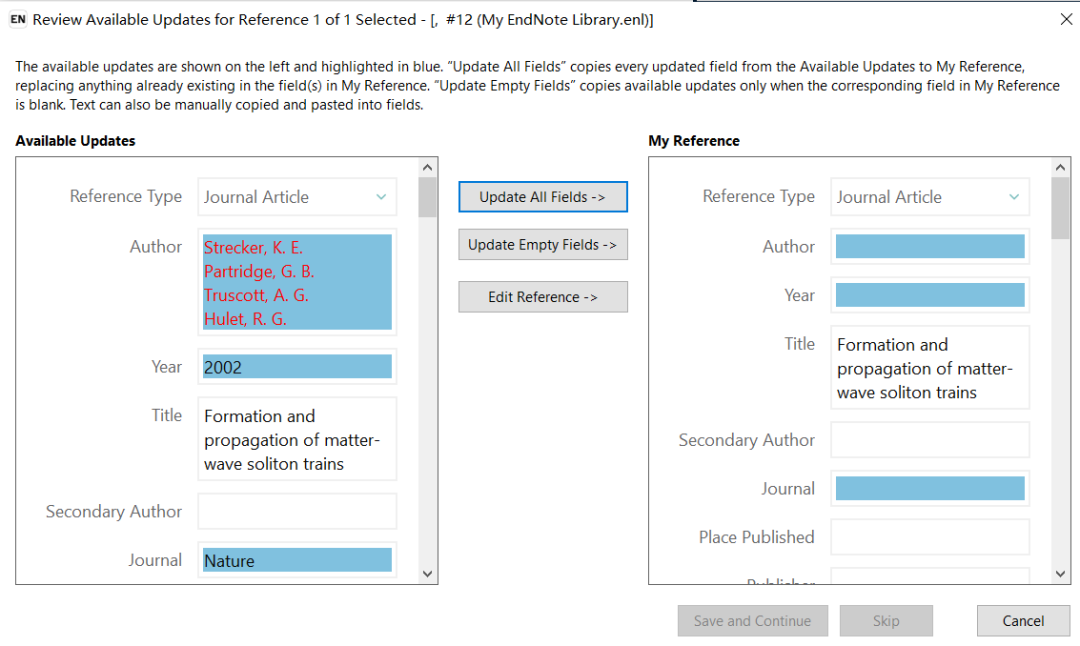 EN Review Available Updates for Reference 1 of 1 Selected - [, #12 (My EndNote Library.enl)]
The available updates are shown on the left and highlighted in blue. "Update All Fields" copies every updated field from the Available Updates to My Reference,
replacing anything already existing in the field(s) in My Reference. "Update Empty Fields" copies available updates only when the corresponding field in My Reference
is blank. Text can also be manually copied and pasted into fields.
Available Updates
Reference Type Journal Article
Author Strecker, K. E.
Partridge, G. B.
Truscott, A. G.
Hulet, R. G.
Year 2002
Title Formation and
propagation of matter-
wave soliton trains
Secondary Author
Journal Nature
Update All Fields ->
Update Empty Fields ->
Edit Reference ->
My Reference
Reference Type Journal Article
Author
Year
Title Formation and
propagation of matter-
wave soliton trains
Secondary Author
Journal
Place Published
Publisher
Save and Continue Skip Cancel